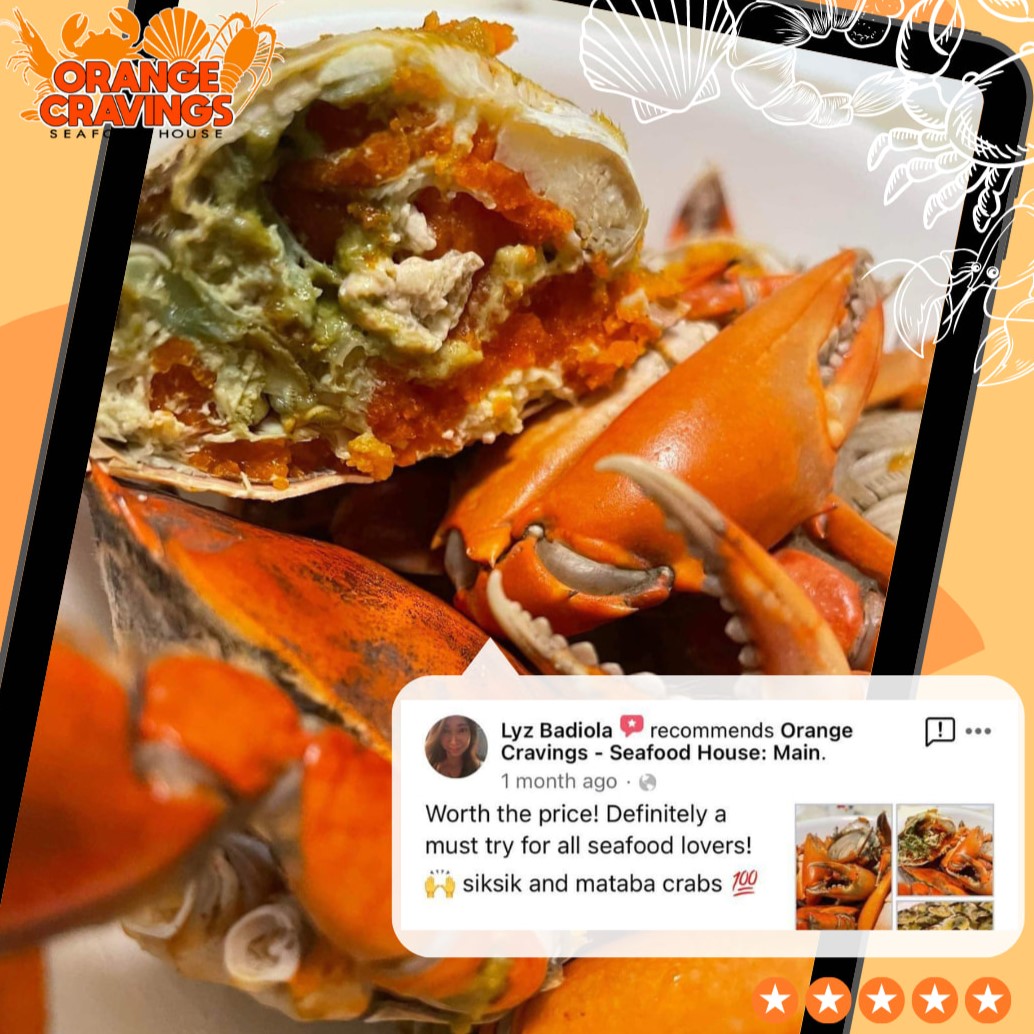 ORANGE
CRAVINGS
SEAFOOD HOUSE
Lyz Badiola recommends Orange
Cravings - Seafood House: Main.
1 month ago ·
Worth the price! Definitely a
must try for all seafood lovers!
🙌 siksik and mataba crabs 💯